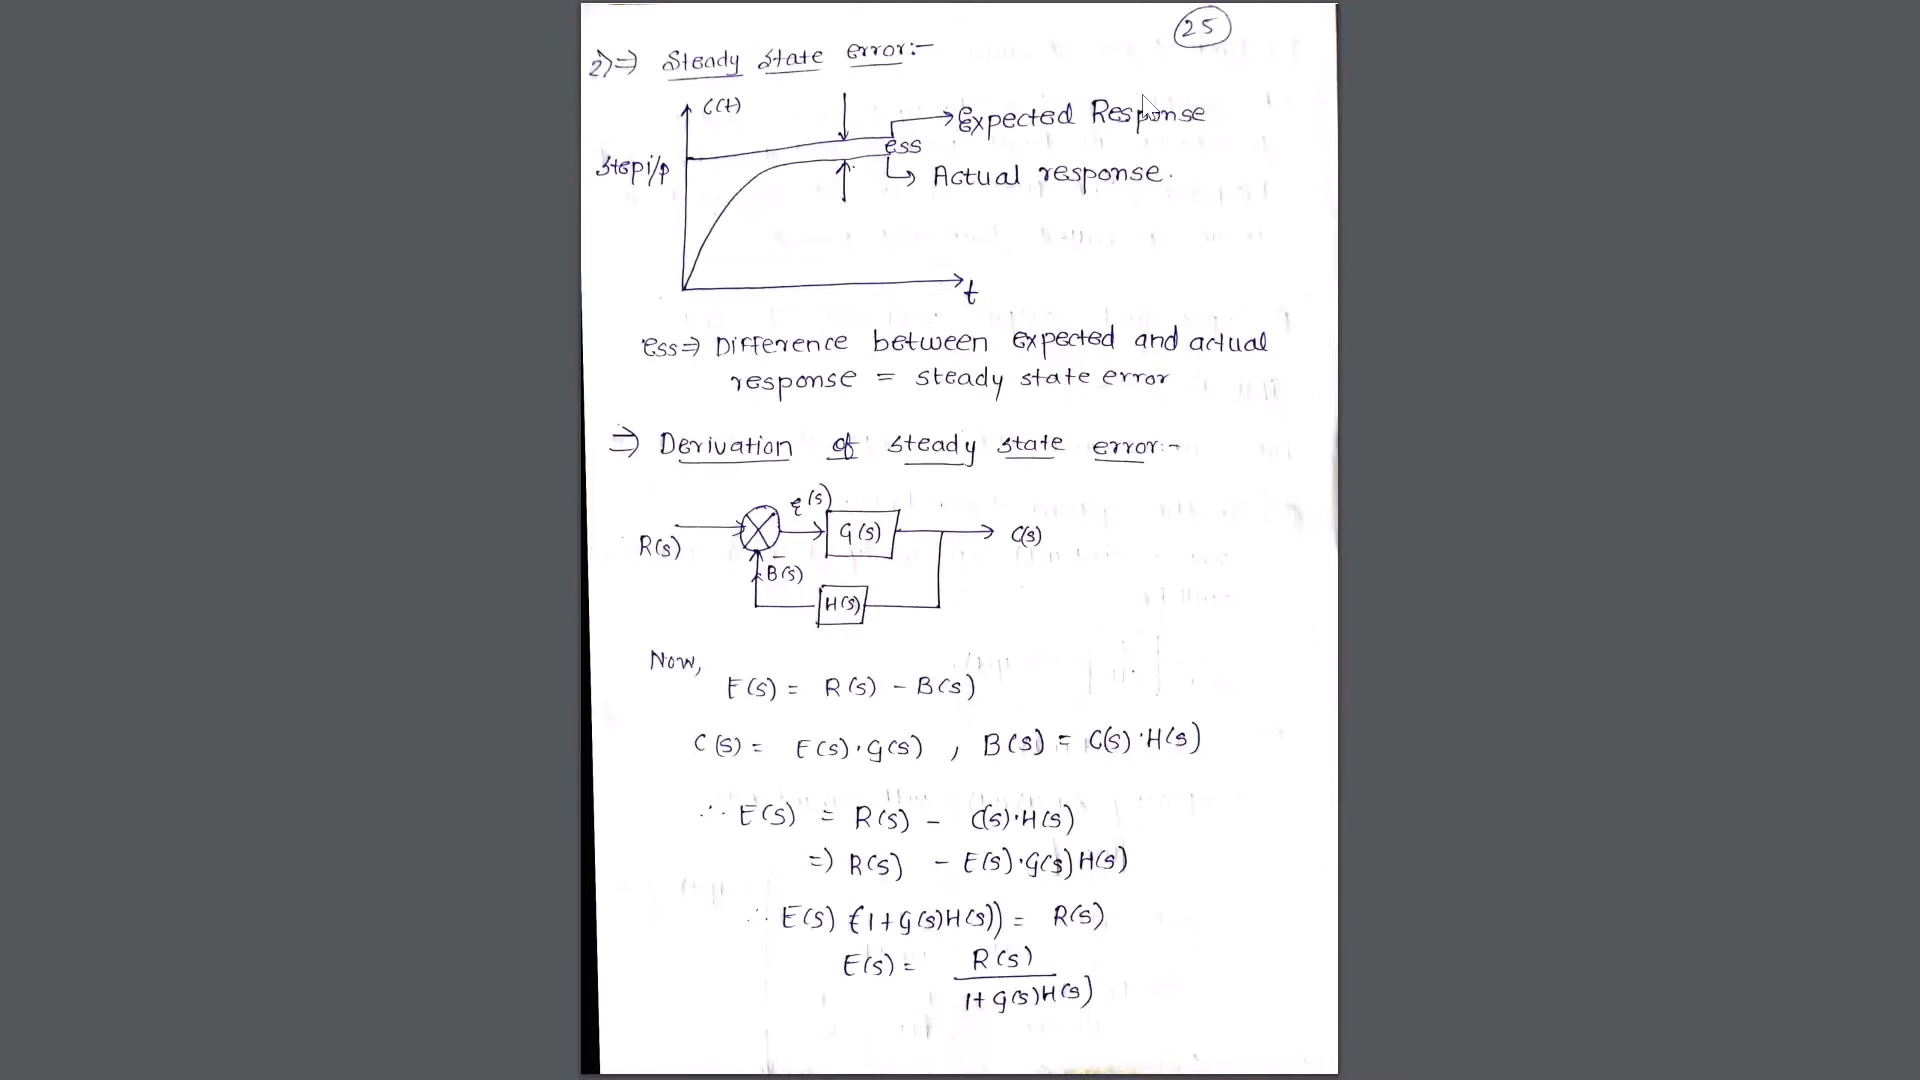 25
2)⇒ Steady state error:-
C(t)
Expected Response
ess
Step i/p
Actual response.
t
ess⇒ Difference between expected and actual
response = steady state error
⇒ Derivation of steady state error:-
E(s)
G(s)
C(s)
R(s)
-
B(s)
H(s)
Now,
E(s) = R(s) - B(s)
C(s) = E(s)·G(s) , B(s) = C(s)·H(s)
∴ E(s) = R(s) - C(s)·H(s)
=) R(s) - E(s)·G(s)H(s)
∴ E(s) (1+G(s)H(s)) = R(s)
E(s) = R(s)
1+G(s)H(s)